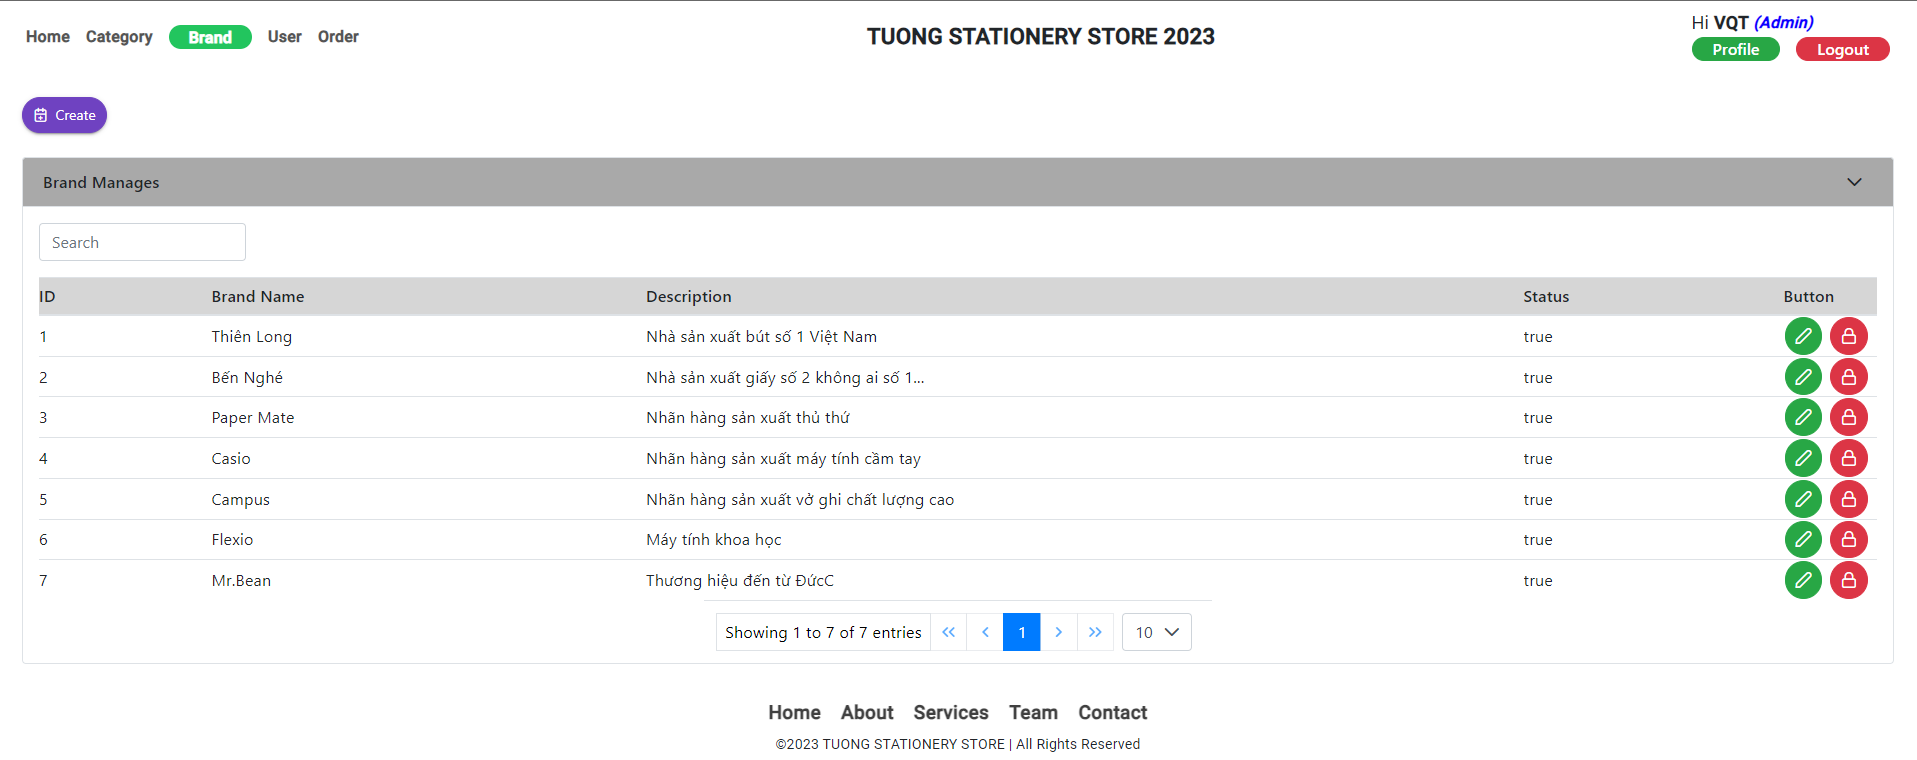 Home Category Brand User Order
TUONG STATIONERY STORE 2023
Hi VQT (Admin)
Profile Logout
Create
Brand Manages
Search
ID Brand Name Description Status Button
1 Thiên Long Nhà sản xuất bút số 1 Việt Nam true
2 Bến Nghé Nhà sản xuất giấy số 2 không ai số 1... true
3 Paper Mate Nhãn hàng sản xuất thủ thứ true
4 Casio Nhãn hàng sản xuất máy tính cầm tay true
5 Campus Nhãn hàng sản xuất vở ghi chất lượng cao true
6 Flexio Máy tính khoa học true
7 Mr.Bean Thương hiệu đến từ ĐứcC true
Showing 1 to 7 of 7 entries 1 10
Home About Services Team Contact
©2023 TUONG STATIONERY STORE | All Rights Reserved